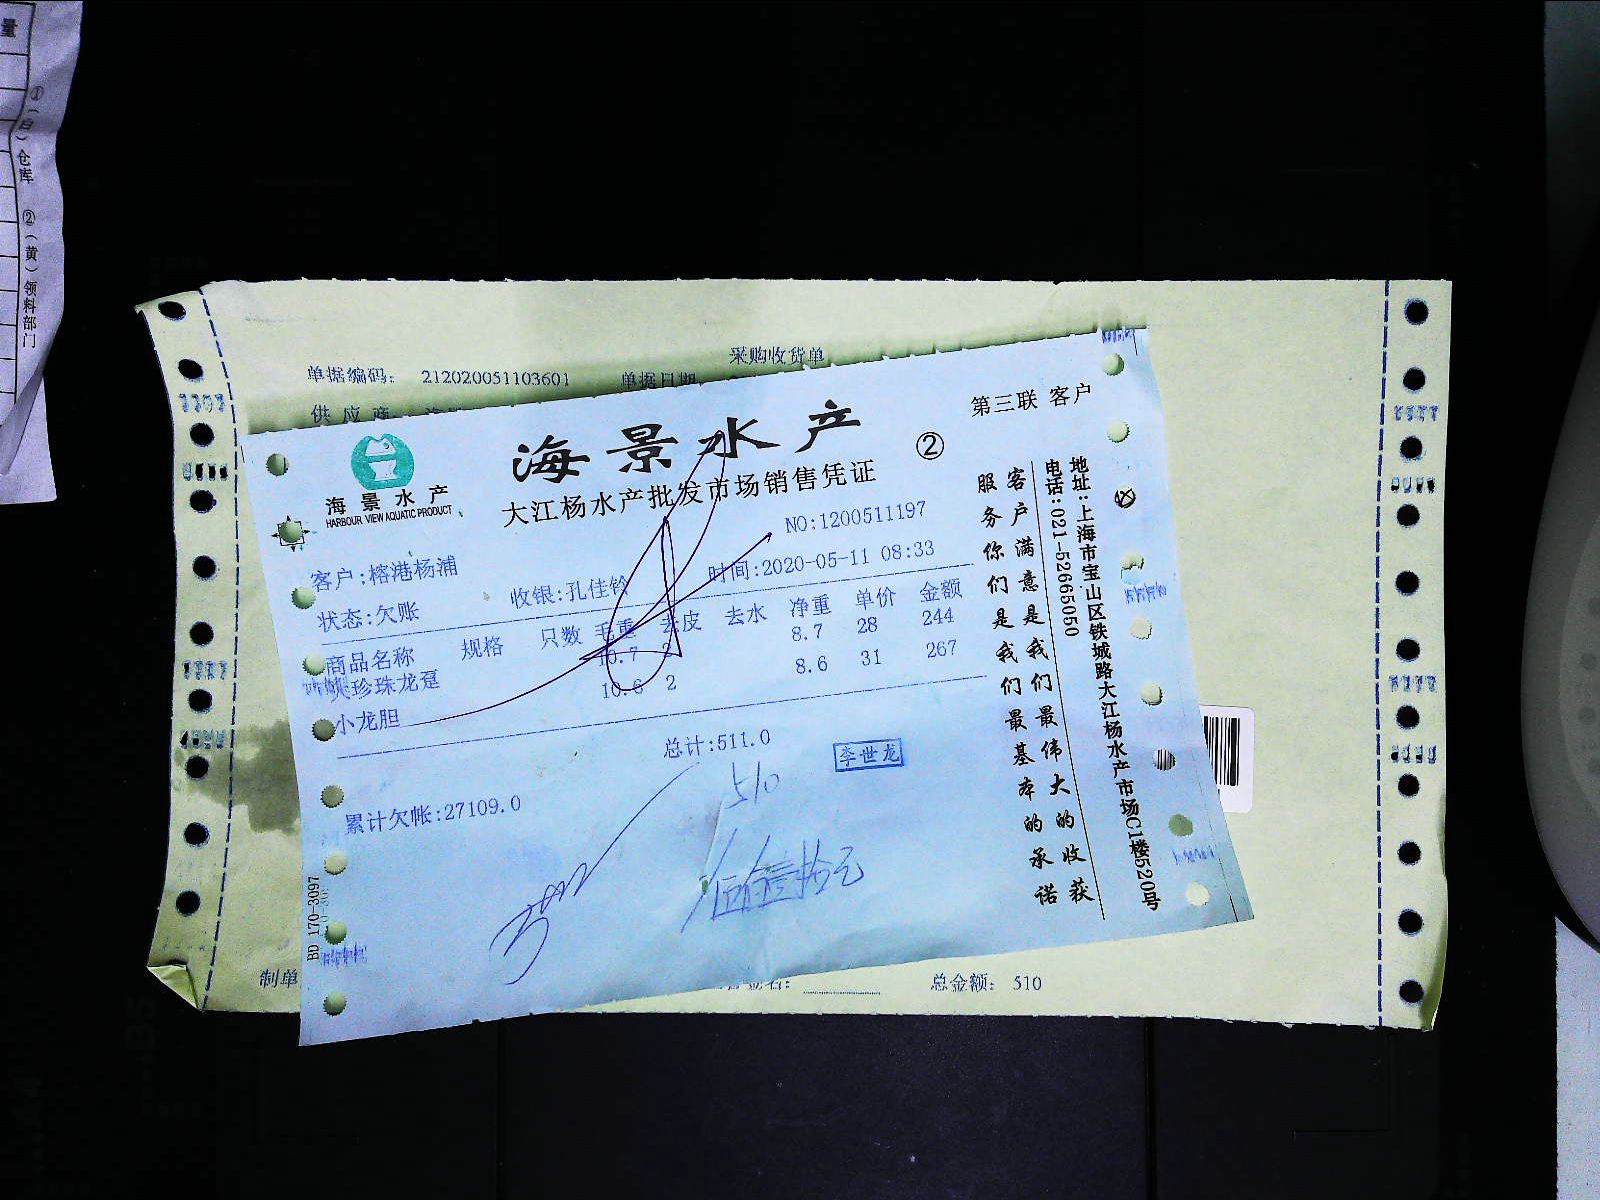 量
①（白）仓库 ②（黄）领料部门
采购收货单
单据编码： 212020051103601 单据日期
供应商
第三联 客户
海景水产
②
海景水产
HARBOUR VIEW AQUATIC PRODUCT
大江杨水产批发市场销售凭证
NO:1200511197
客户:榕港杨浦
时间:2020-05-11 08:33
状态:欠账 收银:孔佳铃
商品名称 规格 只数 毛重 去皮 去水 净重 单价 金额
珍珠龙趸 10.7 2 8.7 28 244
小龙胆 10.6 2 8.6 31 267
总计:511.0
李世龙
510
累计欠帐:27109.0
伍佰壹拾元
客户满意是我们最伟大的收获
服务你们是我们最基本的承诺
地址:上海市宝山区铁城路大江杨水产市场C1楼520号
电话:021-52665050
BD 170-3097
制单
总金额： 510